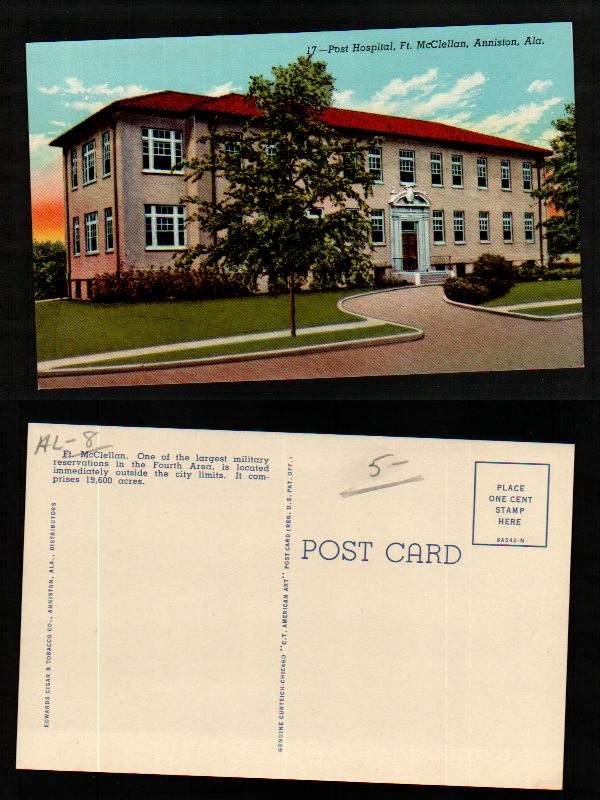 17—Post Hospital, Ft. McClellan, Anniston, Ala.
AL-8
Ft. McClellan. One of the largest military
reservations in the Fourth Area, is located
immediately outside the city limits. It com-
prises 19,600 acres.
5-
PLACE
ONE CENT
STAMP
HERE
8A342-N
POST CARD
EDWARDS CIGAR & TOBACCO CO., ANNISTON, ALA., DISTRIBUTORS
GENUINE CURTEICH-CHICAGO "C.T. AMERICAN ART" POST CARD (REG. U.S. PAT. OFF.)